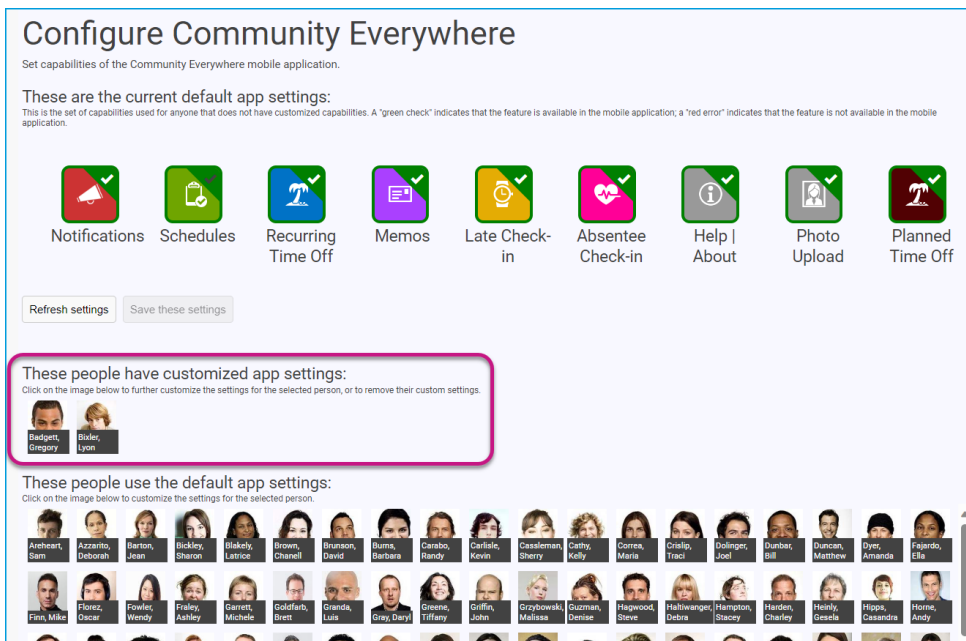 Configure Community Everywhere
Set capabilities of the Community Everywhere mobile application.
These are the current default app settings:
This is the set of capabilities used for anyone that does not have customized capabilities. A "green check" indicates that the feature is available in the mobile application; a "red error" indicates that the feature is not available in the mobile
application.
Notifications Schedules Recurring Memos Late Check- Absentee Help | Photo Planned
Time Off in Check-in About Upload Time Off
Refresh settings Save these settings
These people have customized app settings:
Click on the image below to further customize the settings for the selected person, or to remove their custom settings.
Badgett, Bixler,
Gregory Lyon
These people use the default app settings:
Click on the image below to customize the settings for the selected person.
Areheart, Azzarito, Barton, Bickley, Blakely, Brown, Brunson, Burns, Carabo, Carlisle, Cassleman, Cathy, Correa, Crislip, Dolinger, Dunbar, Duncan, Dyer, Fajardo,
Sam Deborah Jean Sharon Latrice Chanell David Barbara Randy Kevin Sherry Kelly Maria Traci Joel Bill Matthew Amanda Ella
Florez, Fowler, Fraley, Garrett, Goldfarb, Granda, Greene, Griffin, Grzybowski, Guzman, Hagwood, Haltiwanger, Hampton, Harden, Heinly, Hipps, Horne,
Finn, Mike Oscar Wendy Ashley Michele Brett Luis Gray, Daryl Tiffany John Malissa Denise Steve Debra Stacey Charley Gesela Casandra Andy